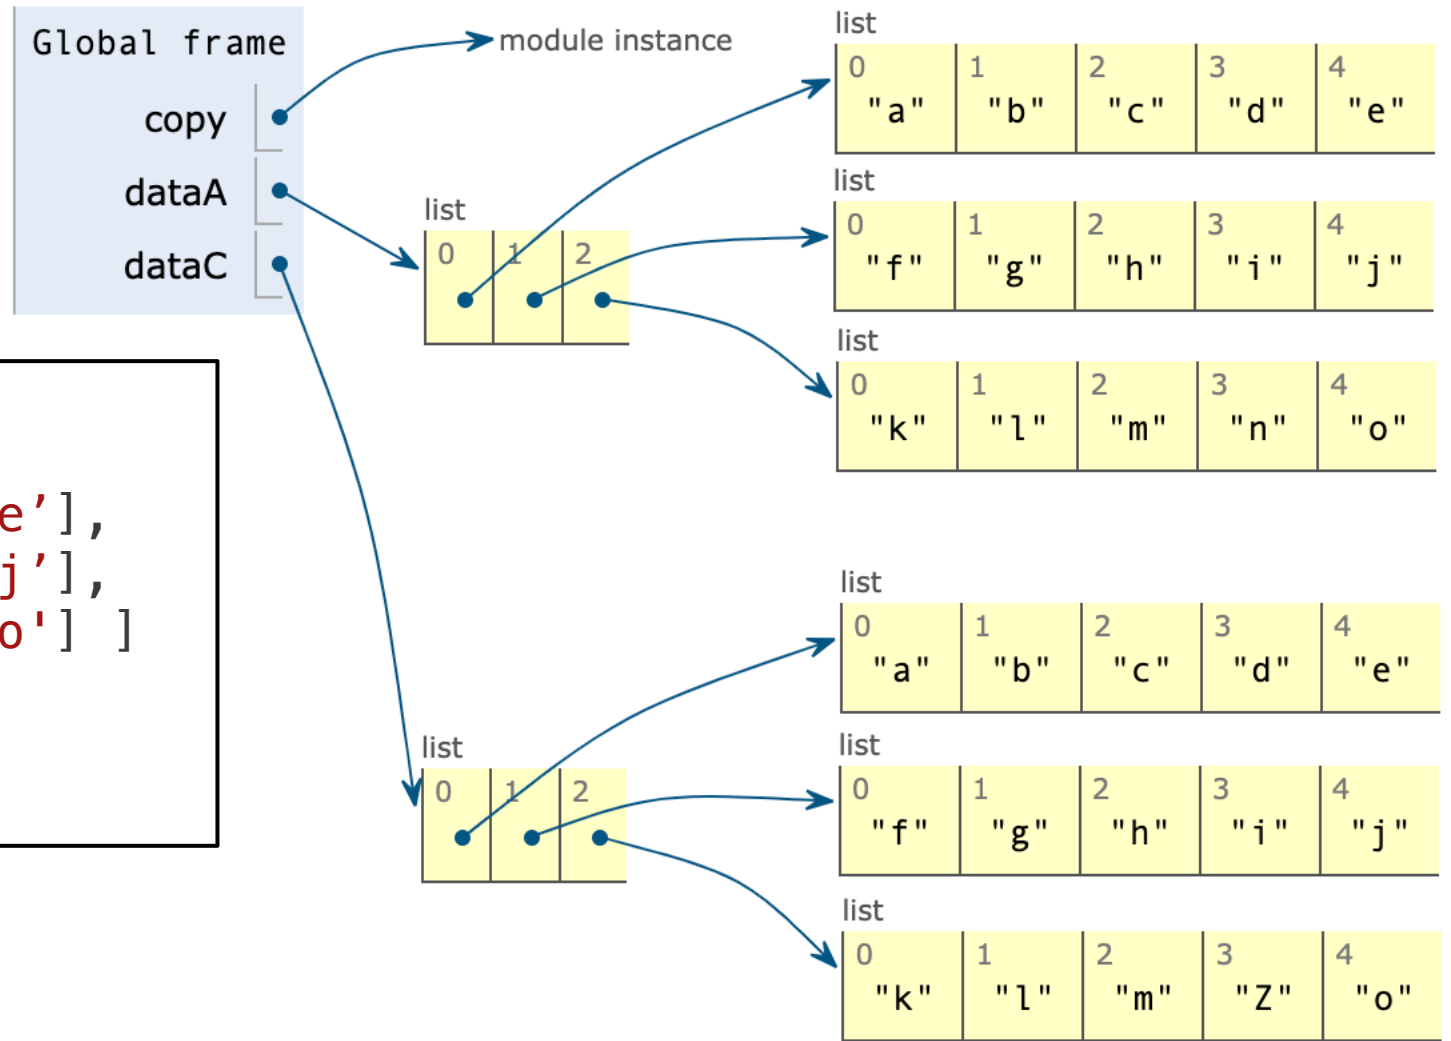 Global frame
copy
dataA
dataC
module instance
list
0 1 2 3 4
"a" "b" "c" "d" "e"
list
0 1 2 3 4
"f" "g" "h" "i" "j"
list
0 1 2 3 4
"k" "l" "m" "n" "o"
list
0 1 2
e’],
j’],
o'] ]
list
0 1 2 3 4
"a" "b" "c" "d" "e"
list
0 1 2 3 4
"f" "g" "h" "i" "j"
list
0 1 2 3 4
"k" "l" "m" "Z" "o"
list
0 1 2